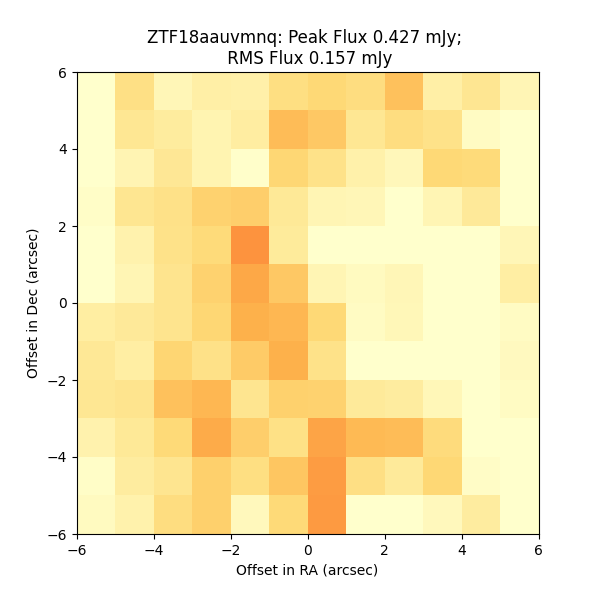 ZTF18aauvmnq: Peak Flux 0.427 mJy;
RMS Flux 0.157 mJy
6
4
2
0
−2
−4
−6
Offset in Dec (arcsec)
−6 −4 −2 0 2 4 6
Offset in RA (arcsec)